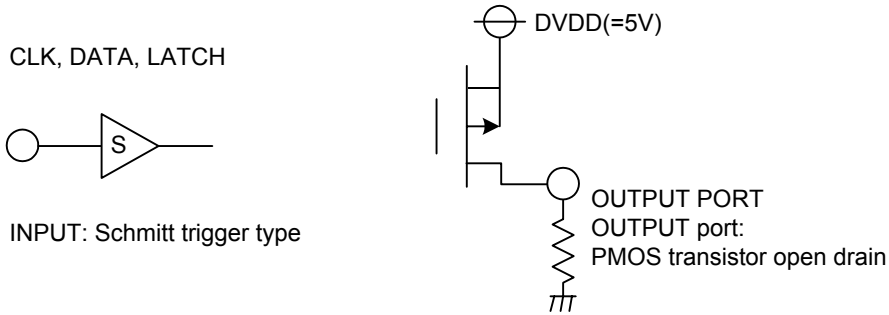 CLK, DATA, LATCH
S
INPUT: Schmitt trigger type
DVDD(=5V)
OUTPUT PORT
OUTPUT port:
PMOS transistor open drain